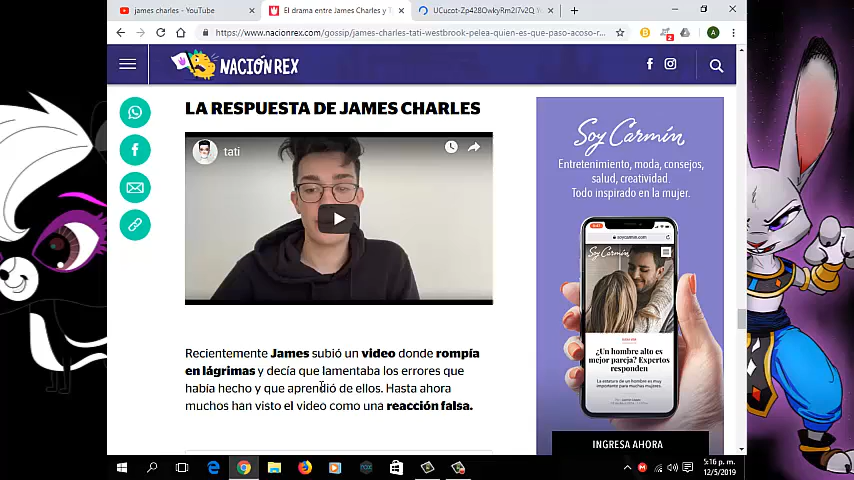 james charles - YouTube
El drama entre James Charles y T
UCucot-Zp428OwkyRm2I7v2Q Yo
https://www.nacionrex.com/gossip/james-charles-tati-westbrook-pelea-quien-es-que-paso-acoso-r...
NACIÓN REX
LA RESPUESTA DE JAMES CHARLES
tati
Recientemente James subió un video donde rompía
en lágrimas y decía que lamentaba los errores que
había hecho y que aprendió de ellos. Hasta ahora
muchos han visto el video como una reacción falsa.
Soy Carmín
Entretenimiento, moda, consejos,
salud, creatividad.
Todo inspirado en la mujer.
soycarmin.com
Soy Carmín
¿Un hombre alto es
mejor pareja? Expertos
responden
INGRESA AHORA
5:16 p. m.
12/5/2019